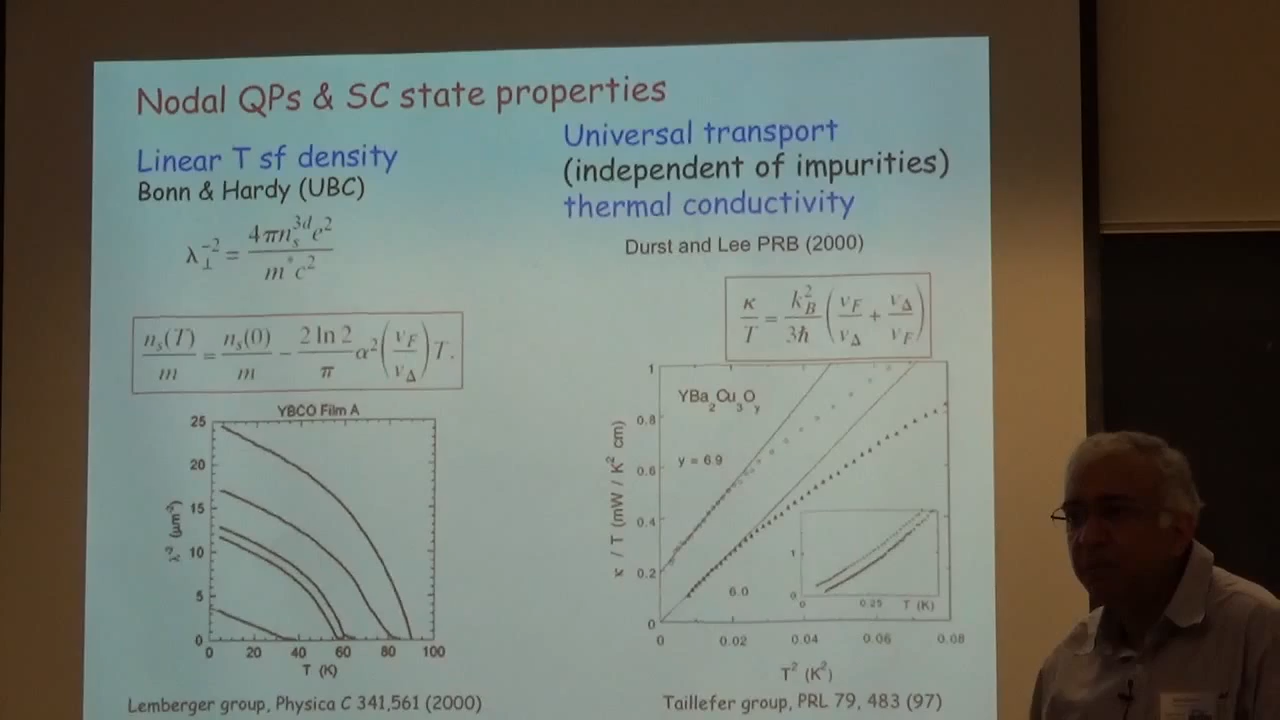 Nodal QPs & SC state properties
Linear T sf density
Bonn & Hardy (UBC)
λ⊥^-2 = 4πn_s^3d e^2 / m*c^2
n_s(T)/m = n_s(0)/m - 2 ln 2/π α^2 (v_F/v_Δ) T.
YBCO Film A
25
20
15
10
5
0
λ^-2 (μm^-2)
0 20 40 60 80 100
T (K)
Lemberger group, Physica C 341,561 (2000)
Universal transport
(independent of impurities)
thermal conductivity
Durst and Lee PRB (2000)
κ/T = k_B^2/3ħ (v_F/v_Δ + v_Δ/v_F)
1
0.8
0.6
0.4
0.2
0
κ / T (mW / K^2 cm)
YBa_2Cu_3O_y
y = 6.9
6.0
1
0
0 0.25 T (K)
0 0.02 0.04 0.06 0.08
T^2 (K^2)
Taillefer group, PRL 79, 483 (97)